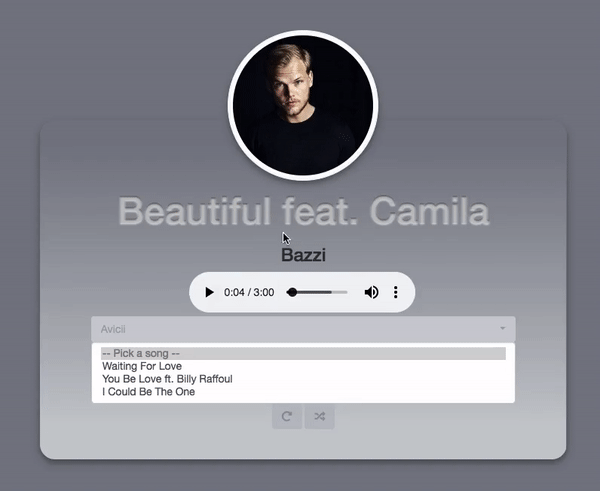 Beautiful feat. Camila
Bazzi
0:04 / 3:00
Avicii
-- Pick a song --
Waiting For Love
You Be Love ft. Billy Raffoul
I Could Be The One